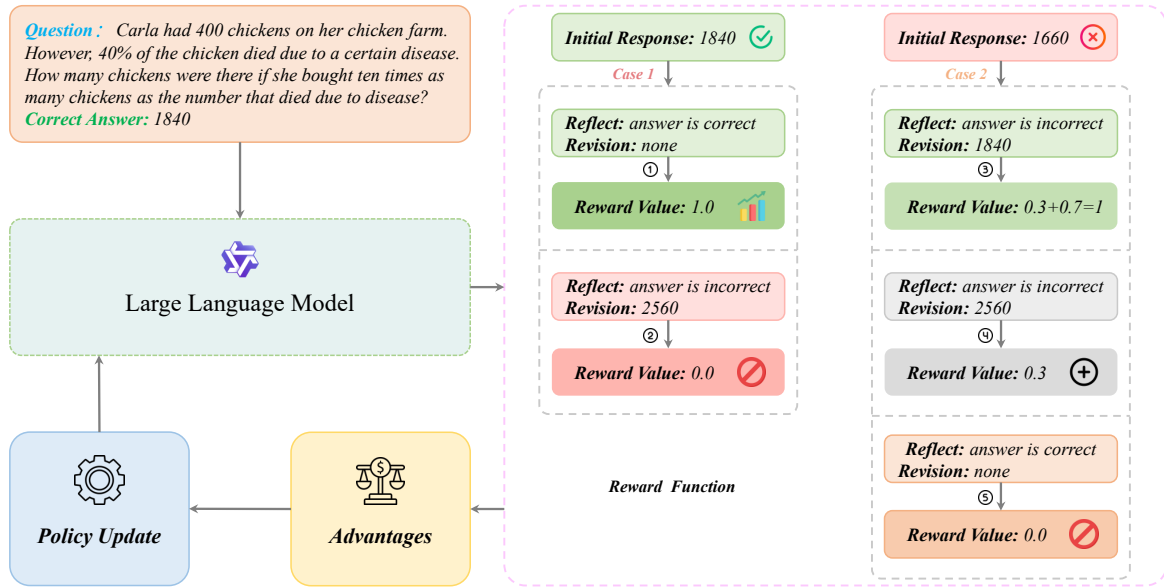 Question: Carla had 400 chickens on her chicken farm.
However, 40% of the chicken died due to a certain disease.
How many chickens were there if she bought ten times as
many chickens as the number that died due to disease?
Correct Answer: 1840
Large Language Model
Policy Update
Advantages
Initial Response: 1840
Case 1
Reflect: answer is correct
Revision: none
①
Reward Value: 1.0
Reflect: answer is incorrect
Revision: 2560
②
Reward Value: 0.0
Reward Function
Initial Response: 1660
Case 2
Reflect: answer is incorrect
Revision: 1840
③
Reward Value: 0.3+0.7=1
Reflect: answer is incorrect
Revision: 2560
④
Reward Value: 0.3
Reflect: answer is correct
Revision: none
⑤
Reward Value: 0.0